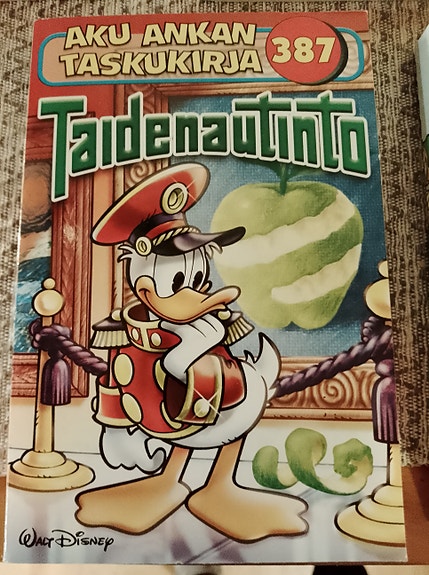 AKU ANKAN
TASKUKIRJA
387
Taidenautinto
WALT DISNEY